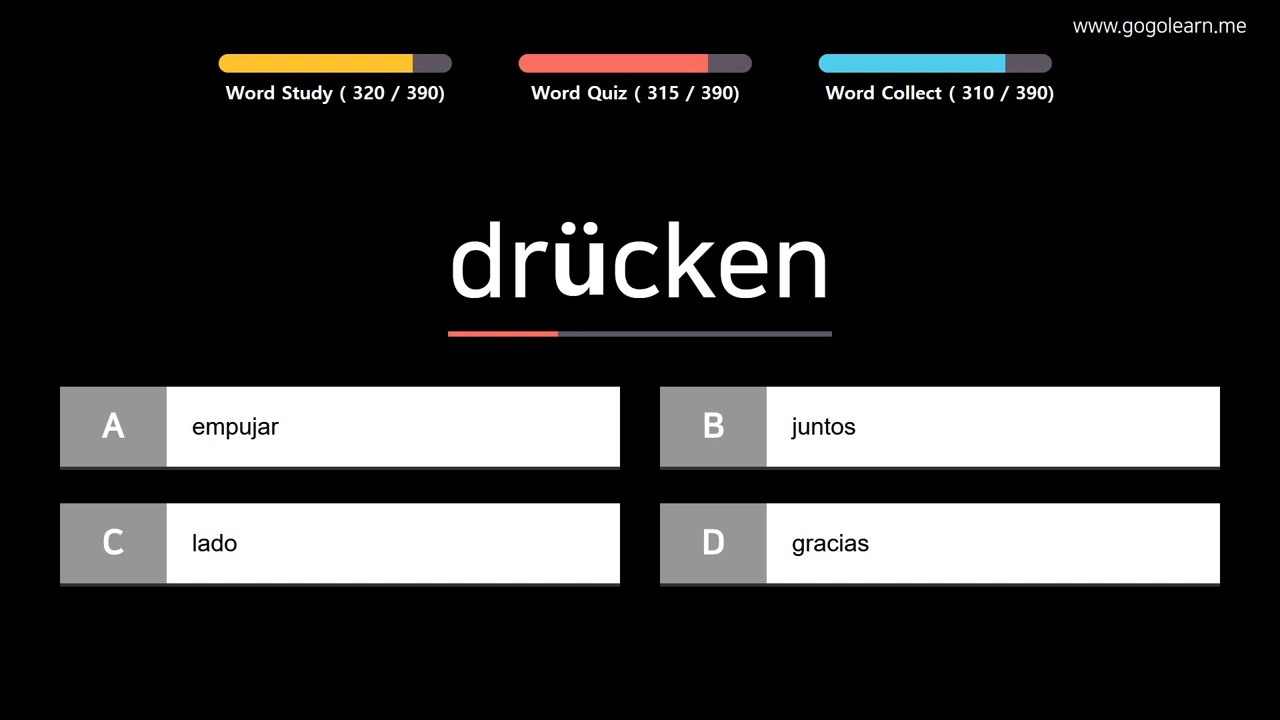 www.gogolearn.me
Word Study ( 320 / 390)
Word Quiz ( 315 / 390)
Word Collect ( 310 / 390)
drücken
A empujar
B juntos
C lado
D gracias